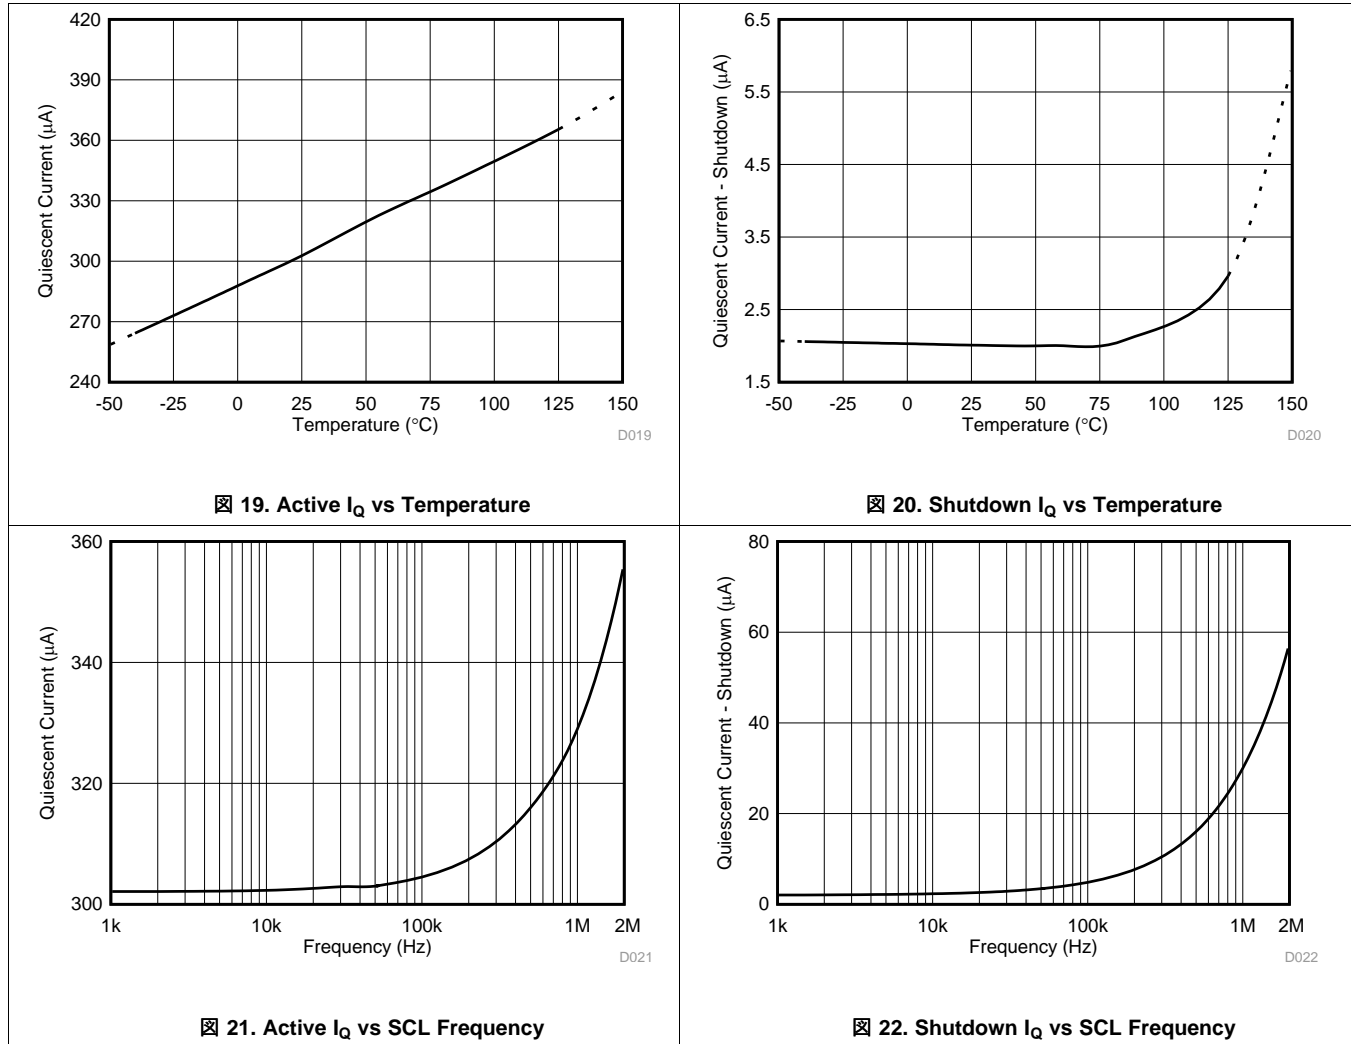 420
390
360
330
300
270
240
-50 -25 0 25 50 75 100 125 150
Quiescent Current (μA)
Temperature (°C)
D019
図 19. Active IQ vs Temperature
6.5
5.5
4.5
3.5
2.5
1.5
-50 -25 0 25 50 75 100 125 150
Quiescent Current - Shutdown (μA)
Temperature (°C)
D020
図 20. Shutdown IQ vs Temperature
360
340
320
300
1k 10k 100k 1M 2M
Quiescent Current (μA)
Frequency (Hz)
D021
図 21. Active IQ vs SCL Frequency
80
60
40
20
0
1k 10k 100k 1M 2M
Quiescent Current - Shutdown (μA)
Frequency (Hz)
D022
図 22. Shutdown IQ vs SCL Frequency